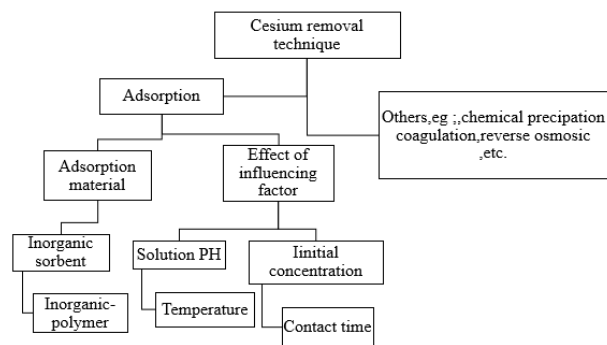 Cesium removal
technique
Adsorption
Others,eg ;,chemical precipation
coagulation,reverse osmosic
,etc.
Adsorption
material
Effect of
influencing
factor
Inorganic
sorbent
Solution PH
Iinitial
concentration
Inorganic-
polymer
Temperature
Contact time